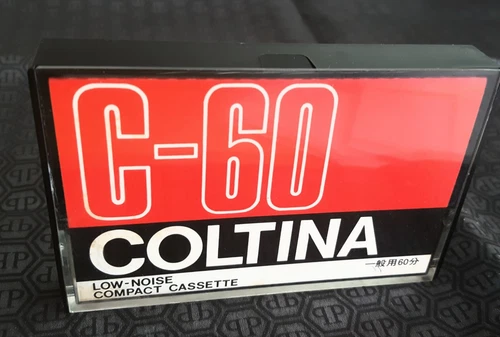 C-60
COLTINA
一般用60分
LOW-NOISE
COMPACT CASSETTE